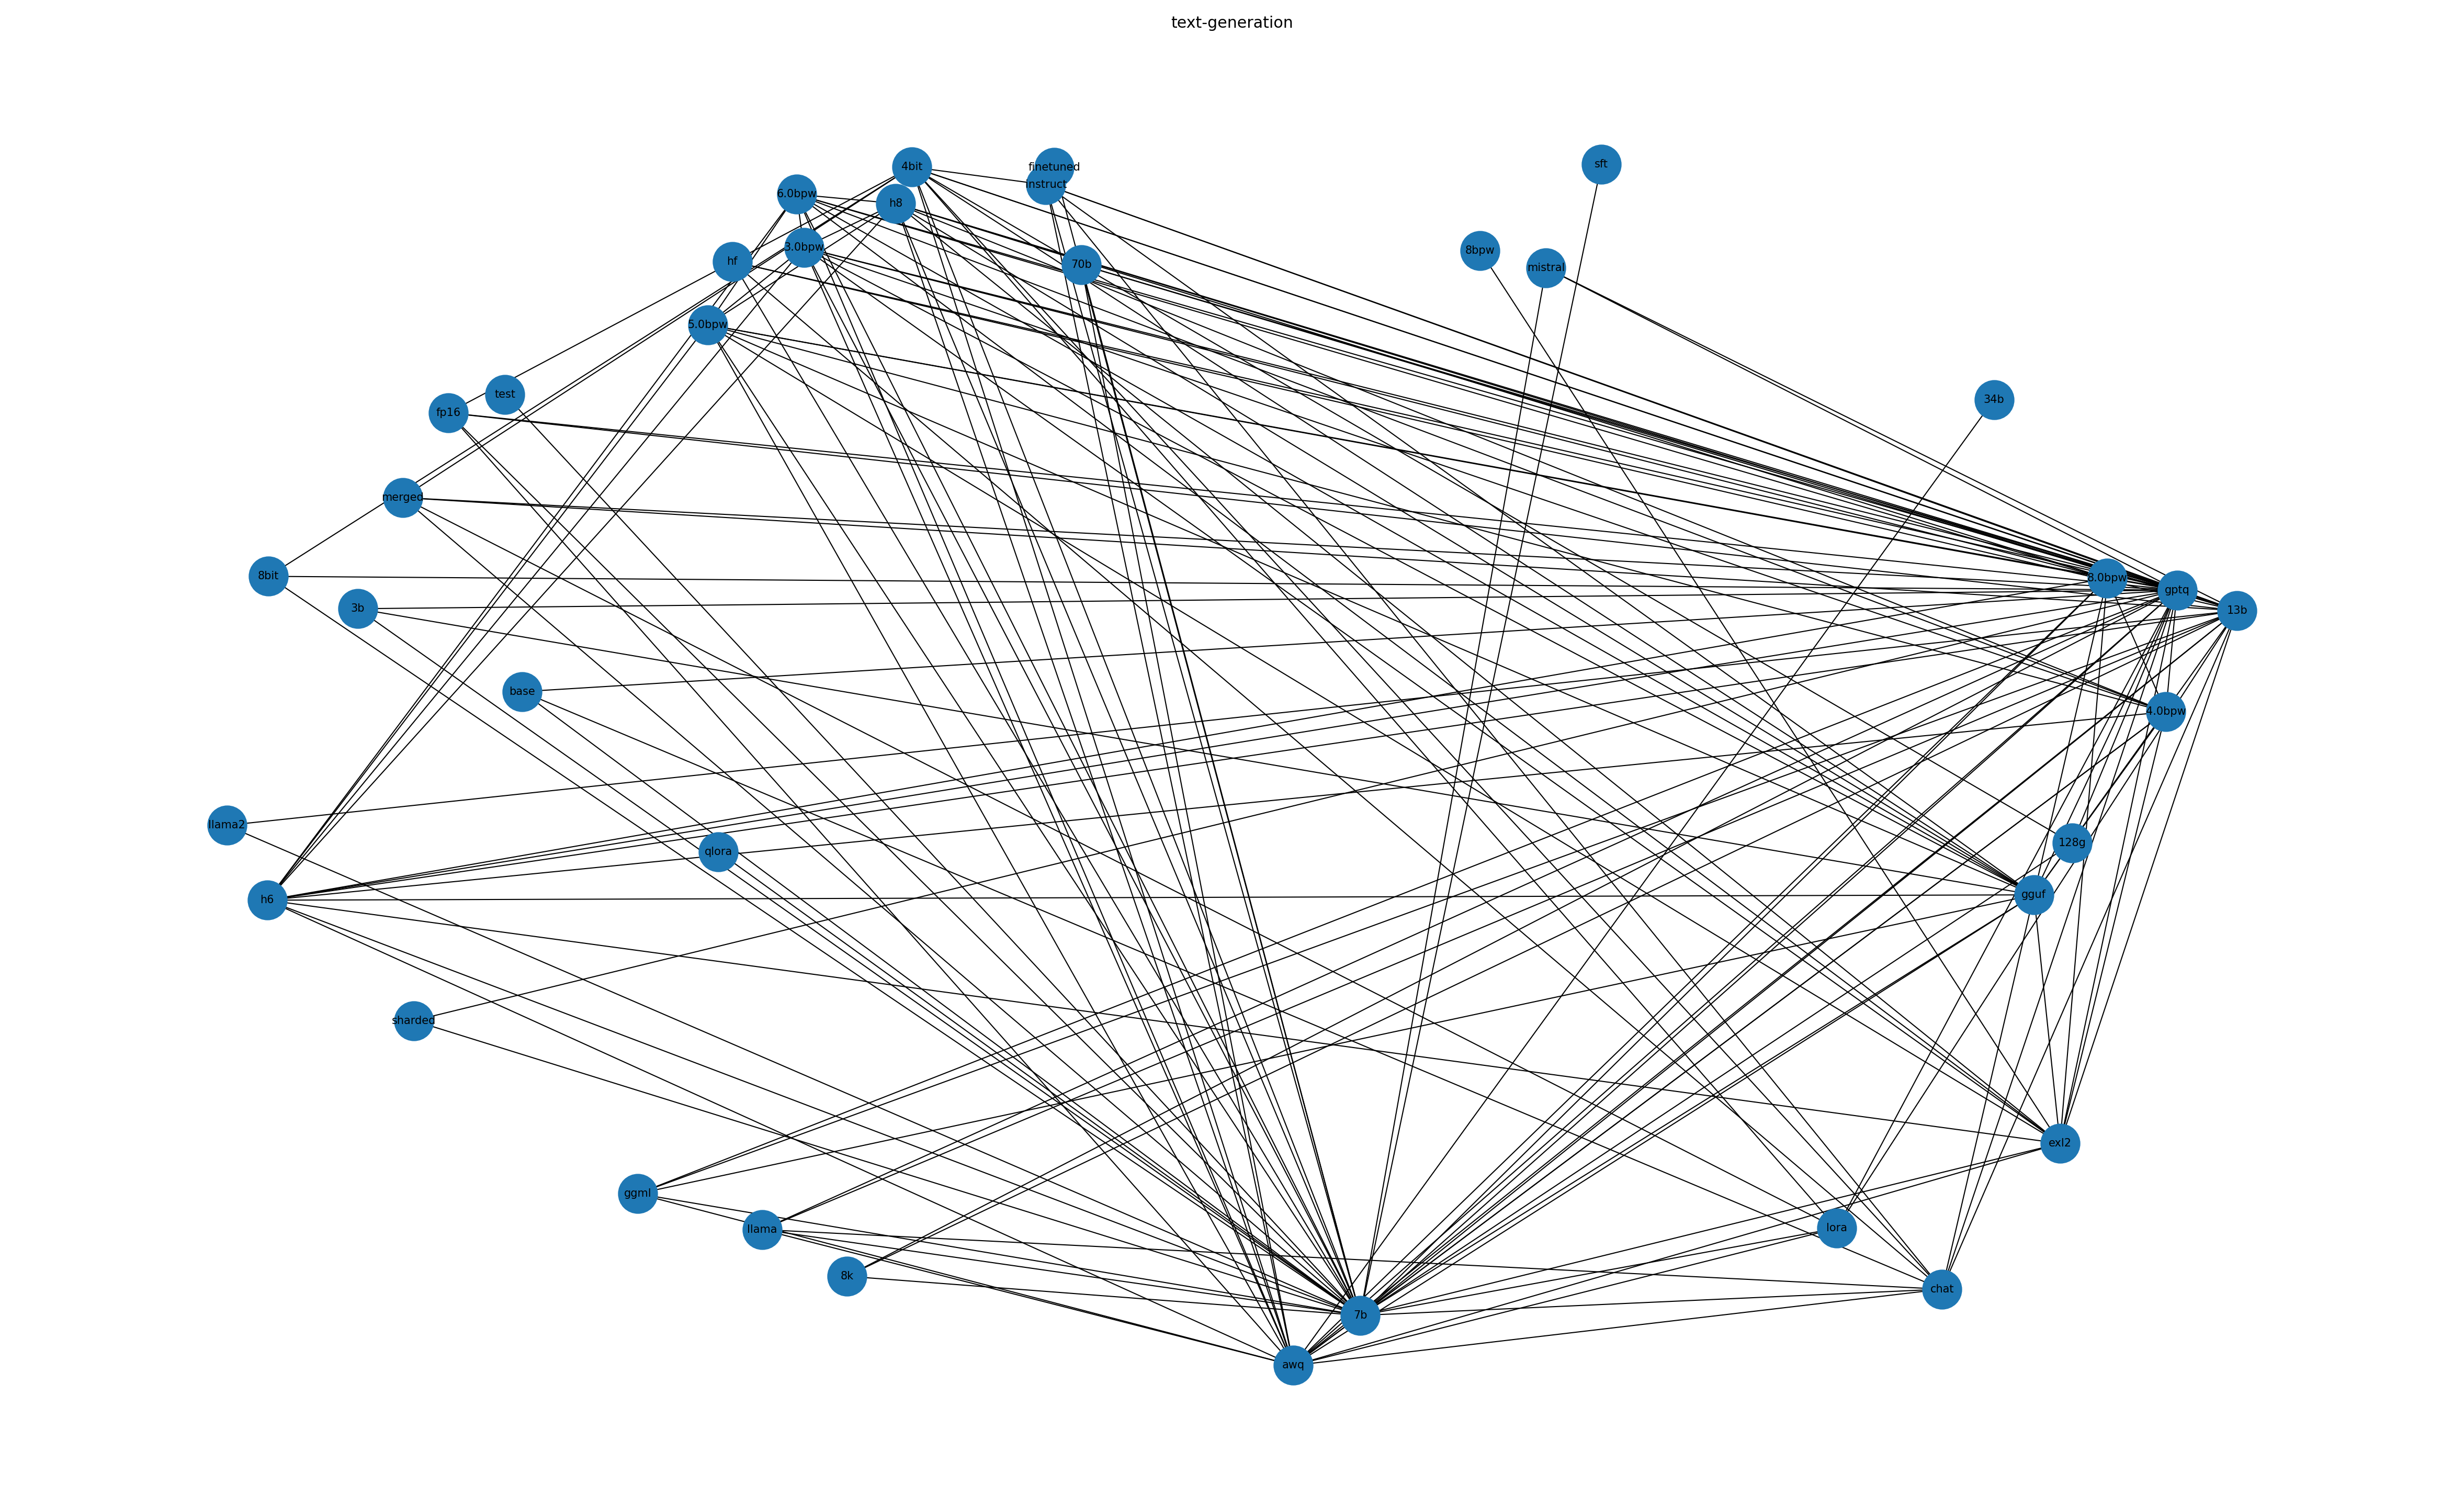 text-generation
sft
4bit
finetuned
instruct
6.0bpw
h8
3.0bpw
8bpw
hf
70b
mistral
5.0bpw
test
34b
fp16
merged
8bit
8.0bpw
gptq
3b
13b
base
4.0bpw
llama2
128g
qlora
gguf
h6
sharded
exl2
ggml
llama
lora
8k
chat
7b
awq